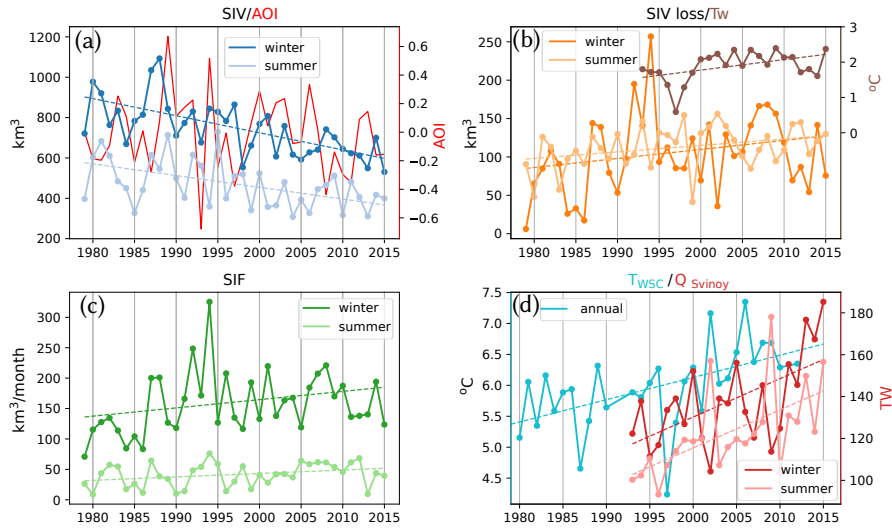 SIV/AOI
(a)
winter
summer
1200
1000
800
600
400
200
km³
0.6
0.4
0.2
0.0
−0.2
−0.4
−0.6
AOI
1980 1985 1990 1995 2000 2005 2010 2015
SIV loss/Tw
(b)
winter
summer
250
200
150
100
50
0
km³
3
2
1
0
°C
1980 1985 1990 1995 2000 2005 2010 2015
SIF
(c)
winter
summer
300
250
200
150
100
50
0
km³/month
1980 1985 1990 1995 2000 2005 2010 2015
T_WSC / Q_Svinoy
(d)
annual
7.5
7.0
6.5
6.0
5.5
5.0
4.5
°C
180
160
140
120
100
TW
winter
summer
1980 1985 1990 1995 2000 2005 2010 2015